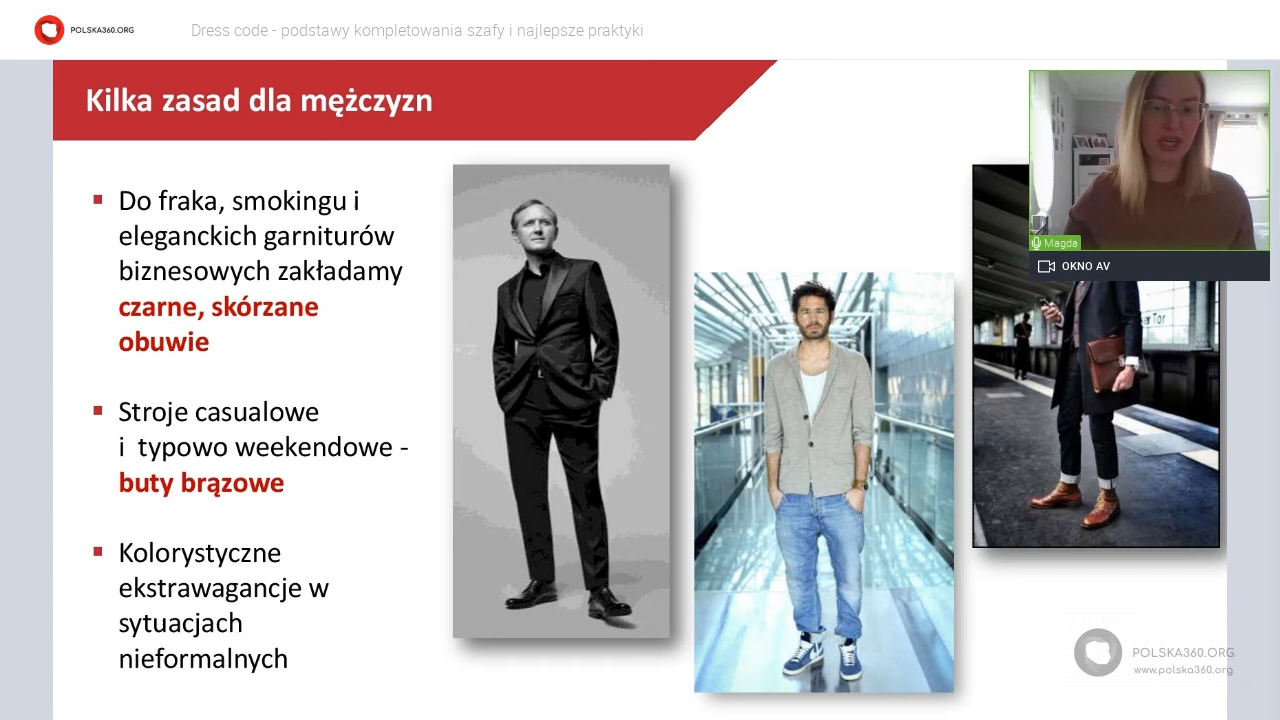 POLSKA360.ORG
Dress code - podstawy kompletowania szafy i najlepsze praktyki
Kilka zasad dla mężczyzn
Do fraka, smokingu i
eleganckich garniturów
biznesowych zakładamy
czarne, skórzane
obuwie
Stroje casualowe
i typowo weekendowe -
buty brązowe
Kolorystyczne
ekstrawagancje w
sytuacjach
nieformalnych
Magda
OKNO AV
Tor
POLSKA360.ORG
www.polska360.org